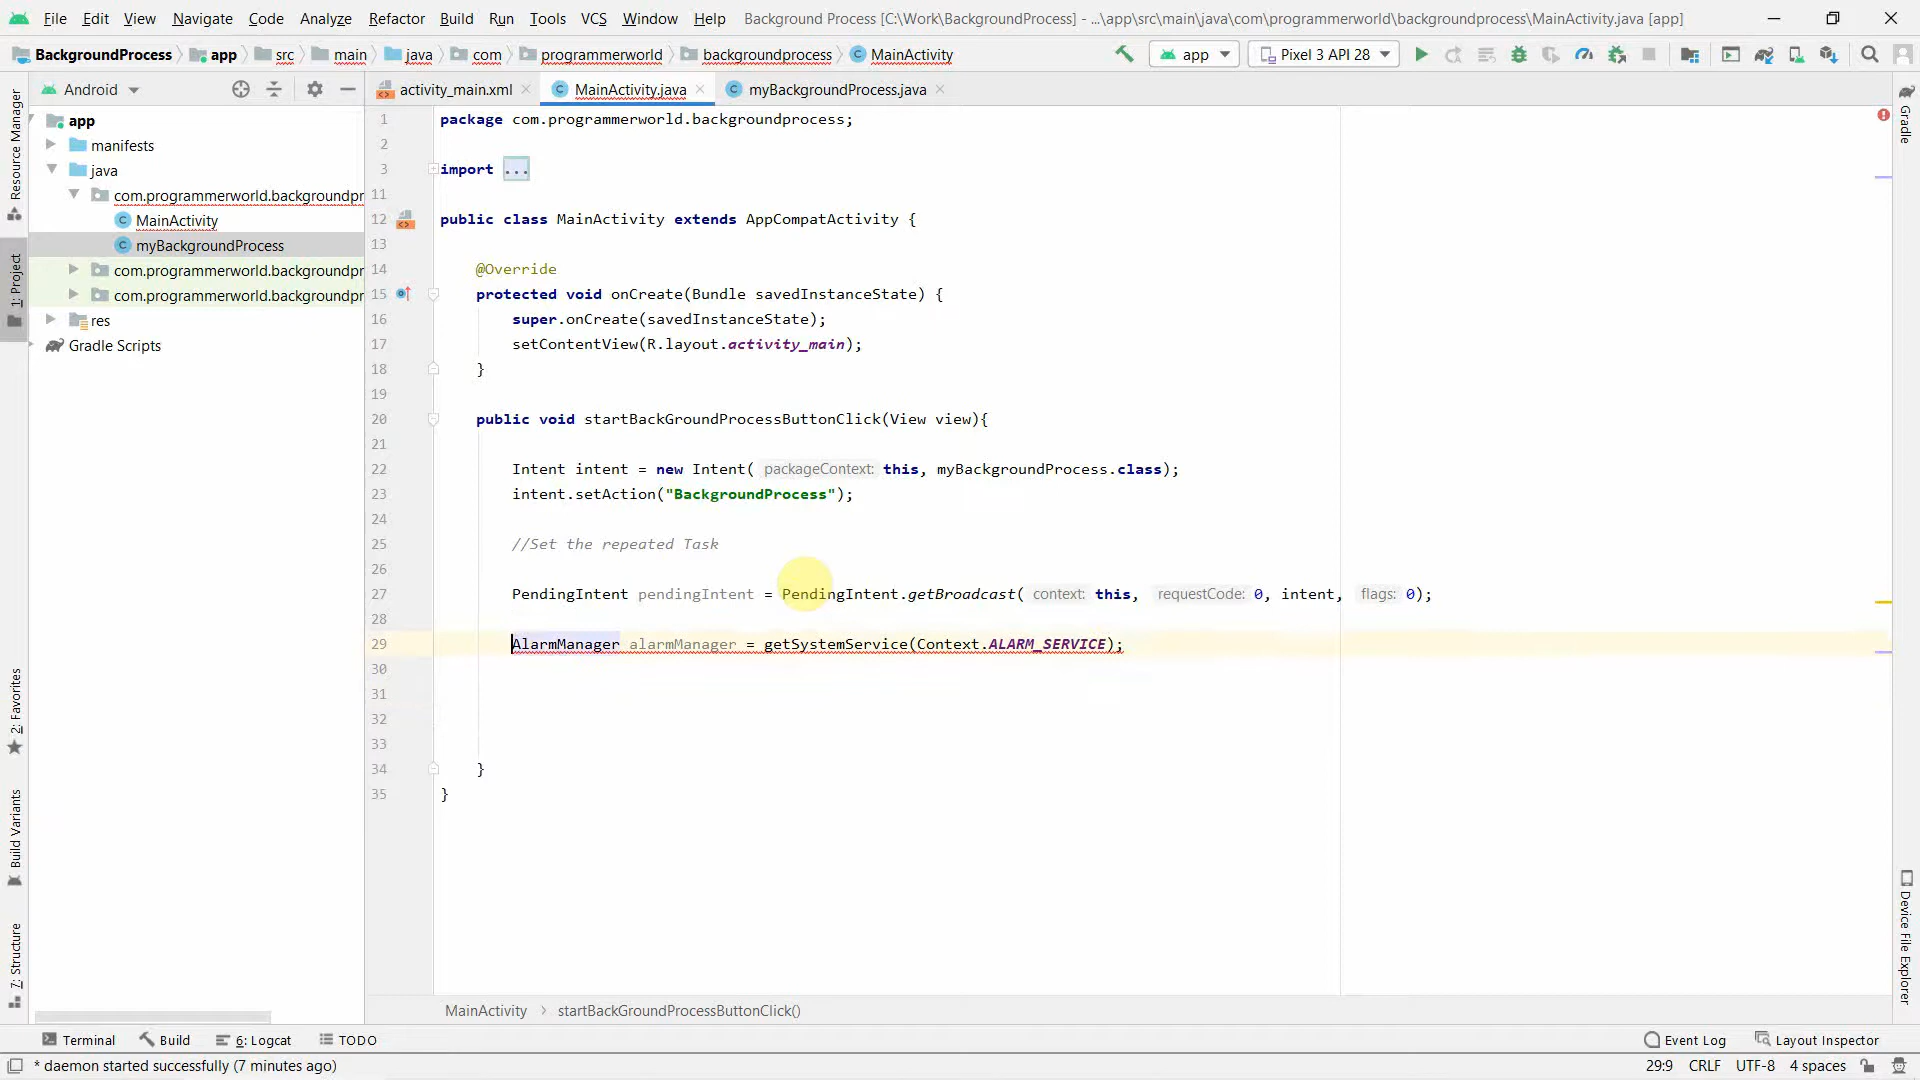 File Edit View Navigate Code Analyze Refactor Build Run Tools VCS Window Help Background Process [C:\Work\BackgroundProcess] - ...\app\src\main\java\com\programmerworld\backgroundprocess\MainActivity.java [app]
BackgroundProcess app src main java com programmerworld backgroundprocess MainActivity app Pixel 3 API 28
Android activity_main.xml MainActivity.java myBackgroundProcess.java
app
manifests
java
com.programmerworld.backgroundpr
MainActivity
myBackgroundProcess
com.programmerworld.backgroundpr
com.programmerworld.backgroundpr
res
Gradle Scripts
Resource Manager
1: Project
2: Favorites
Build Variants
7: Structure
1 package com.programmerworld.backgroundprocess;
2
3 import ...
11
12 public class MainActivity extends AppCompatActivity {
13
14 @Override
15 protected void onCreate(Bundle savedInstanceState) {
16 super.onCreate(savedInstanceState);
17 setContentView(R.layout.activity_main);
18 }
19
20 public void startBackGroundProcessButtonClick(View view){
21
22 Intent intent = new Intent( packageContext: this, myBackgroundProcess.class);
23 intent.setAction("BackgroundProcess");
24
25 //Set the repeated Task
26
27 PendingIntent pendingIntent = PendingIntent.getBroadcast( context: this, requestCode: 0, intent, flags: 0);
28
29 AlarmManager alarmManager = getSystemService(Context.ALARM_SERVICE);
30
31
32
33
34 }
35 }
Gradle
Device File Explorer
MainActivity > startBackGroundProcessButtonClick()
Terminal Build 6: Logcat TODO Event Log Layout Inspector
* daemon started successfully (7 minutes ago) 29:9 CRLF UTF-8 4 spaces